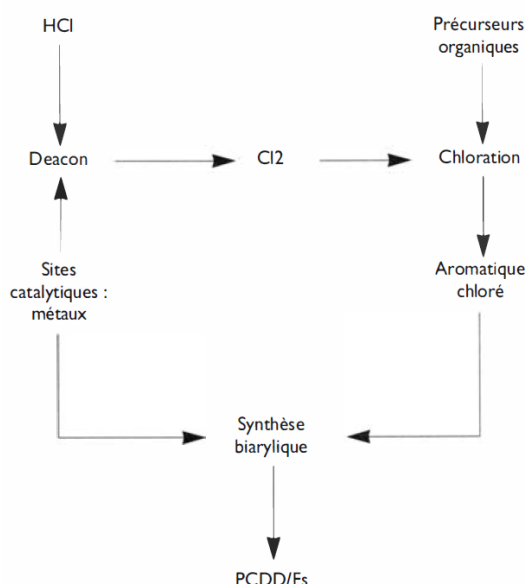 HCl
Précurseurs
organiques
Deacon
Cl2
Chloration
Sites
catalytiques :
métaux
Aromatique
chloré
Synthèse
biarylique
PCDD/Fs